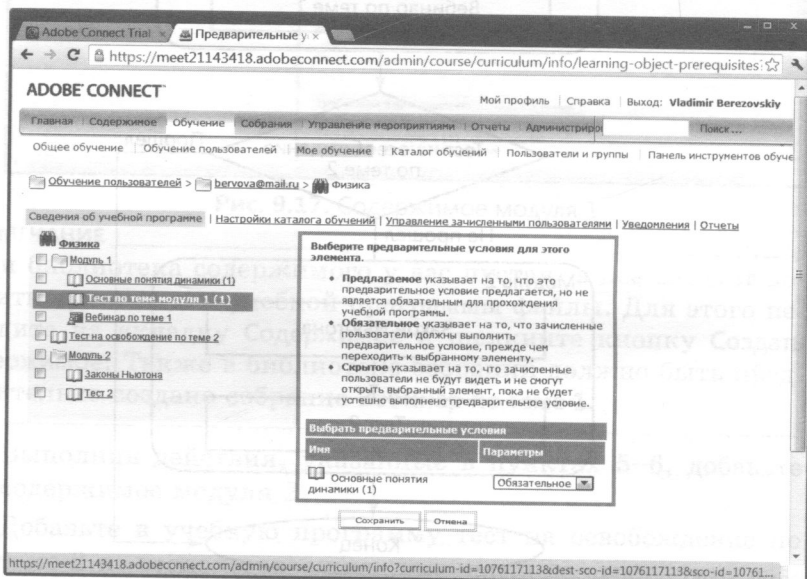 Adobe Connect Trial
Предварительные у
https://meet21143418.adobeconnect.com/admin/course/curriculum/info/learning-object-prerequisites
ADOBE® CONNECT™
Мой профиль | Справка | Выход: Vladimir Berezovskiy
Главная | Содержимое | Обучение | Собрания | Управление мероприятиями | Отчеты | Администриро
Поиск...
Общее обучение | Обучение пользователей | Мое обучение | Каталог обучений | Пользователи и группы | Панель инструментов обуче
Обучение пользователей > bervova@mail.ru > Физика
Сведения об учебной программе | Настройки каталога обучений | Управление зачисленными пользователями | Уведомления | Отчеты
Физика
Модуль 1
Основные понятия динамики (1)
Тест по теме модуля 1 (1)
Вебинар по теме 1
Тест на освобождение по теме 2
Модуль 2
Законы Ньютона
Тест 2
Выберите предварительные условия для этого
элемента.
• Предлагаемое указывает на то, что это
предварительное условие предлагается, но не
является обязательным для прохождения
учебной программы.
• Обязательное указывает на то, что зачисленные
пользователи должны выполнить
предварительное условие, прежде чем
переходить к выбранному элементу.
• Скрытое указывает на то, что зачисленные
пользователи не будут видеть и не смогут
открыть выбранный элемент, пока не будет
успешно выполнено предварительное условие.
Выбрать предварительные условия
Имя Параметры
Основные понятия
динамики (1)
Обязательное
Сохранить Отмена
https://meet21143418.adobeconnect.com/admin/course/curriculum/info?curriculum-id=1076117113&dest-sco-id=1076117113&sco-id=10761...